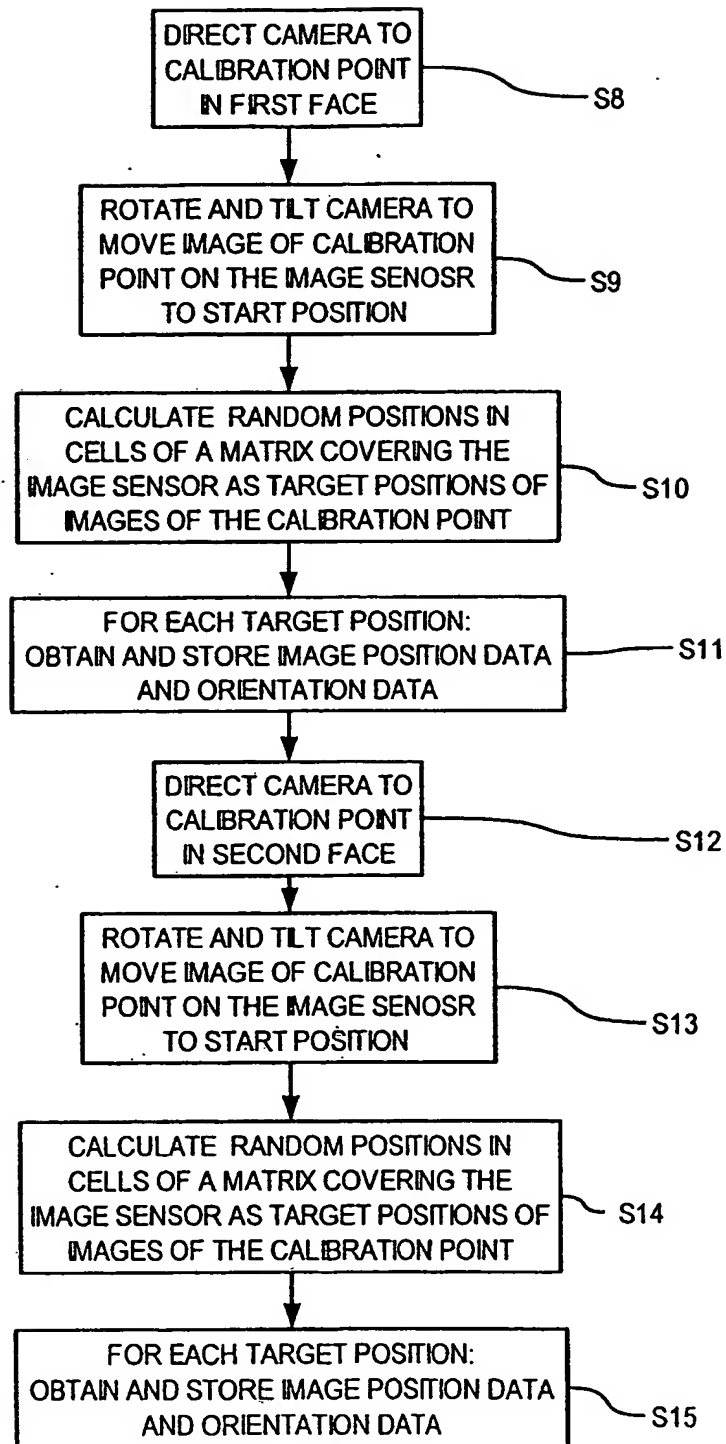 DIRECT CAMERA TO
CALIBRATION POINT
IN FIRST FACE
S8
ROTATE AND TILT CAMERA TO
MOVE IMAGE OF CALIBRATION
POINT ON THE IMAGE SENOSR
TO START POSITION
S9
CALCULATE RANDOM POSITIONS IN
CELLS OF A MATRIX COVERING THE
IMAGE SENSOR AS TARGET POSITIONS OF
IMAGES OF THE CALIBRATION POINT
S10
FOR EACH TARGET POSITION:
OBTAIN AND STORE IMAGE POSITION DATA
AND ORIENTATION DATA
S11
DIRECT CAMERA TO
CALIBRATION POINT
IN SECOND FACE
S12
ROTATE AND TILT CAMERA TO
MOVE IMAGE OF CALIBRATION
POINT ON THE IMAGE SENOSR
TO START POSITION
S13
CALCULATE RANDOM POSITIONS IN
CELLS OF A MATRIX COVERING THE
IMAGE SENSOR AS TARGET POSITIONS OF
IMAGES OF THE CALIBRATION POINT
S14
FOR EACH TARGET POSITION:
OBTAIN AND STORE IMAGE POSITION DATA
AND ORIENTATION DATA
S15